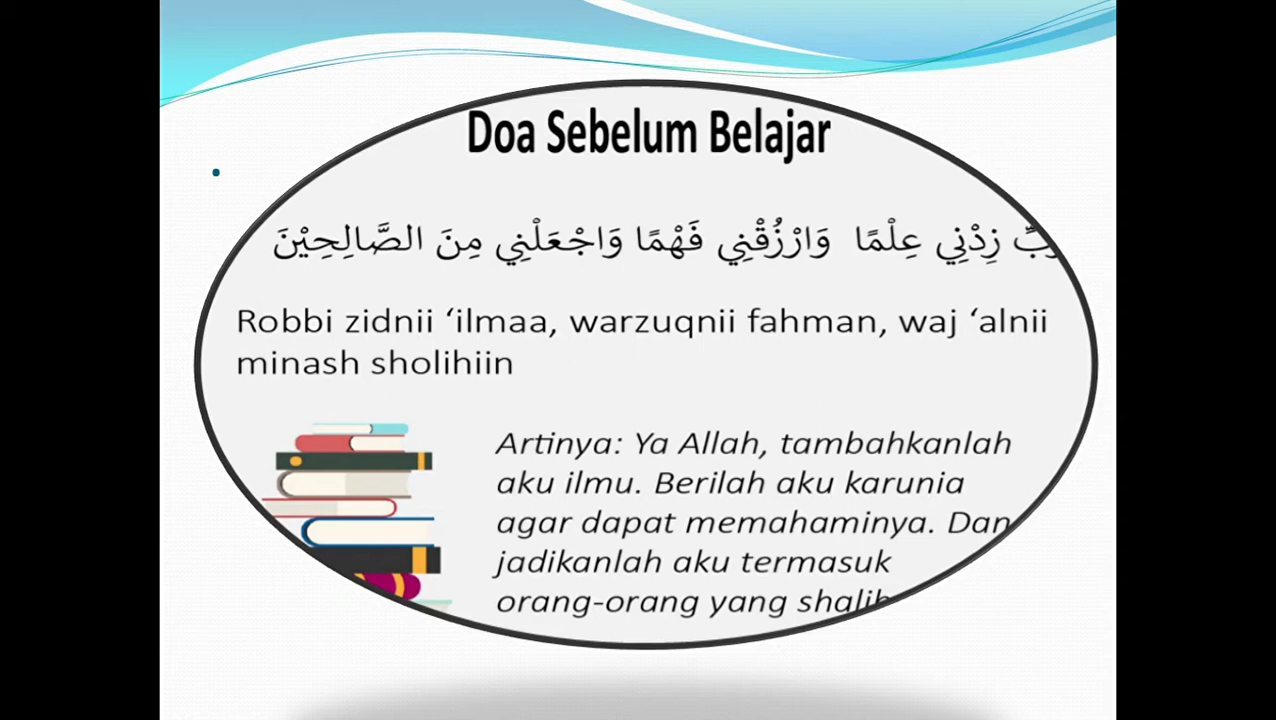 Doa Sebelum Belajar
رَبِّ زِدْنِي عِلْمًا وَارْزُقْنِي فَهْمًا وَاجْعَلْنِي مِنَ الصَّالِحِيْنَ
Robbi zidnii ‘ilmaa, warzuqnii fahman, waj ‘alnii
minash sholihiin
Artinya: Ya Allah, tambahkanlah
aku ilmu. Berilah aku karunia
agar dapat memahaminya. Dan
jadikanlah aku termasuk
orang-orang yang shalih